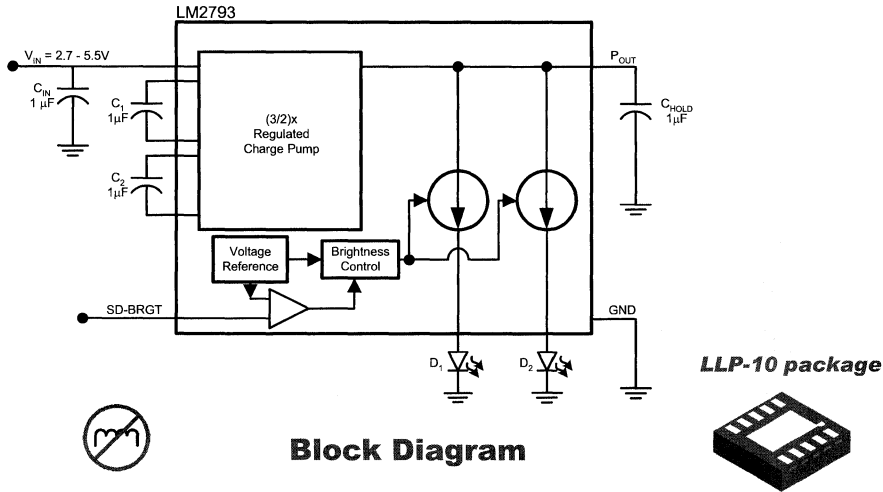 LM2793
V_IN = 2.7 - 5.5V
C_IN
1 µF
C_1
1µF
C_2
1µF
(3/2)x
Regulated
Charge Pump
P_OUT
C_HOLD
1µF
Voltage
Reference
Brightness
Control
SD-BRGT
GND
D_1
D_2
LLP-10 package
Block Diagram